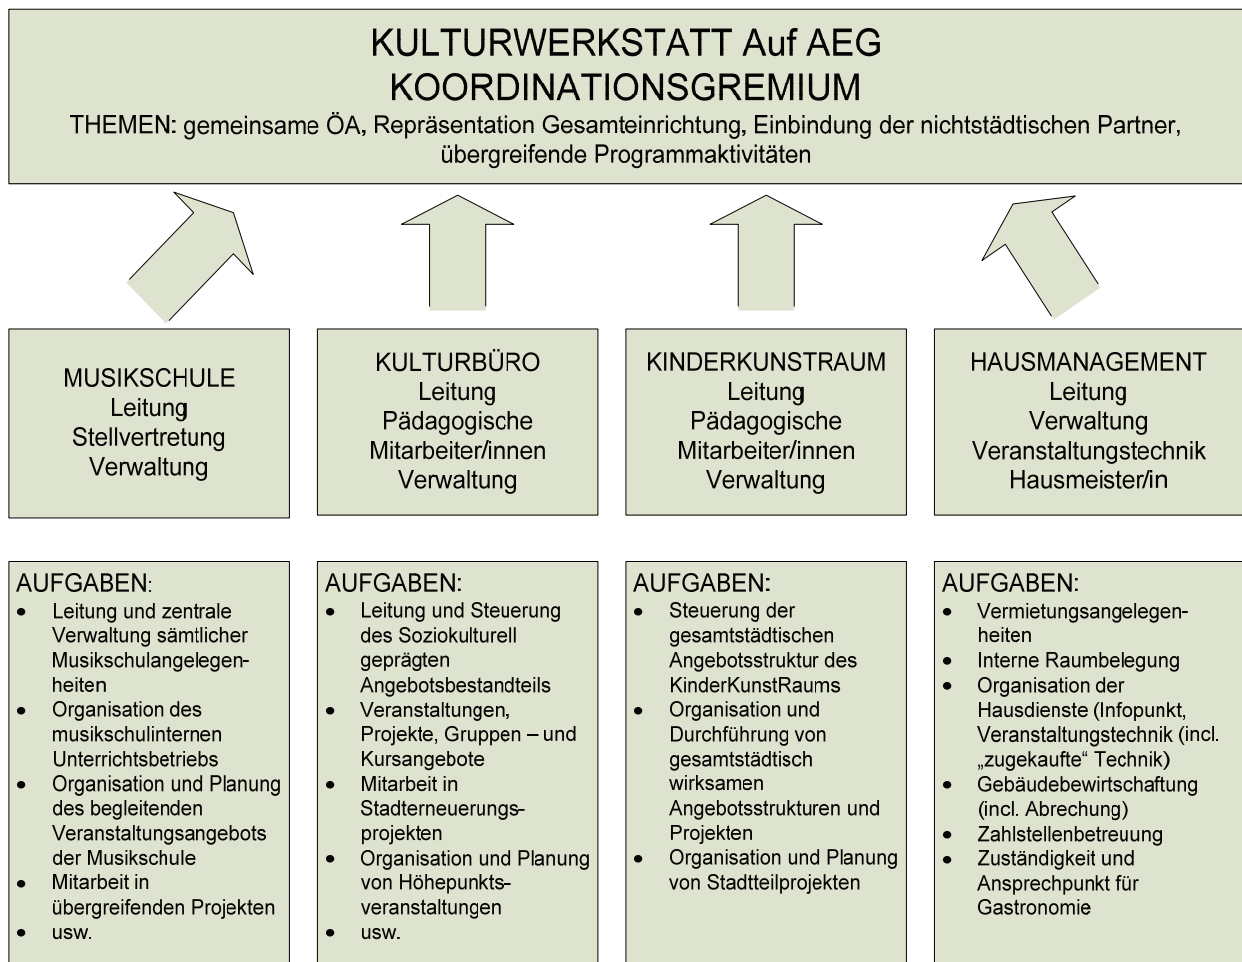 KULTURWERKSTATT Auf AEG
KOORDINATIONSGREMIUM
THEMEN: gemeinsame ÖA, Repräsentation Gesamteinrichtung, Einbindung der nichtstädtischen Partner,
übergreifende Programmaktivitäten
MUSIKSCHULE
Leitung
Stellvertretung
Verwaltung
KULTURBÜRO
Leitung
Pädagogische
Mitarbeiter/innen
Verwaltung
KINDERKUNSTRAUM
Leitung
Pädagogische
Mitarbeiter/innen
Verwaltung
HAUSMANAGEMENT
Leitung
Verwaltung
Veranstaltungstechnik
Hausmeister/in
AUFGABEN:
• Leitung und zentrale
Verwaltung sämtlicher
Musikschulangelegen-
heiten
• Organisation des
musikschulinternen
Unterrichtsbetriebs
• Organisation und Planung
des begleitenden
Veranstaltungsangebots
der Musikschule
• Mitarbeit in
übergreifenden Projekten
• usw.
AUFGABEN:
• Leitung und Steuerung
des Soziokulturell
geprägten
Angebotsbestandteils
• Veranstaltungen,
Projekte, Gruppen – und
Kursangebote
• Mitarbeit in
Stadterneuerungs-
projekten
• Organisation und Planung
von Höhepunkts-
veranstaltungen
• usw.
AUFGABEN:
• Steuerung der
gesamtstädtischen
Angebotsstruktur des
KinderKunstRaums
• Organisation und
Durchführung von
gesamtstädtisch
wirksamen
Angebotsstrukturen und
Projekten
• Organisation und Planung
von Stadtteilprojekten
AUFGABEN:
• Vermietungsangelegen-
heiten
• Interne Raumbelegung
• Organisation der
Hausdienste (Infopunkt,
Veranstaltungstechnik (incl.
„zugekaufte“ Technik)
• Gebäudebewirtschaftung
(incl. Abrechung)
• Zahlstellenbetreuung
• Zuständigkeit und
Ansprechpunkt für
Gastronomie